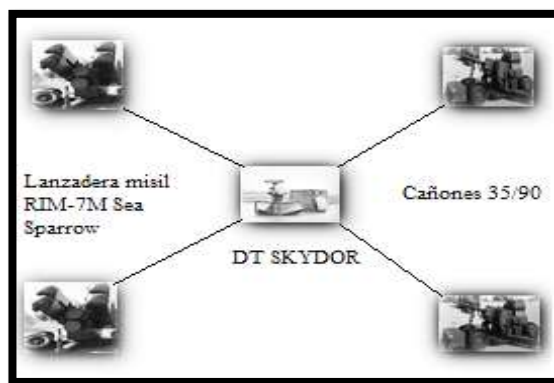 Lanzadera misil
RIM-7M Sea
Sparrow
Cañones 35/90
DT SKYDOR